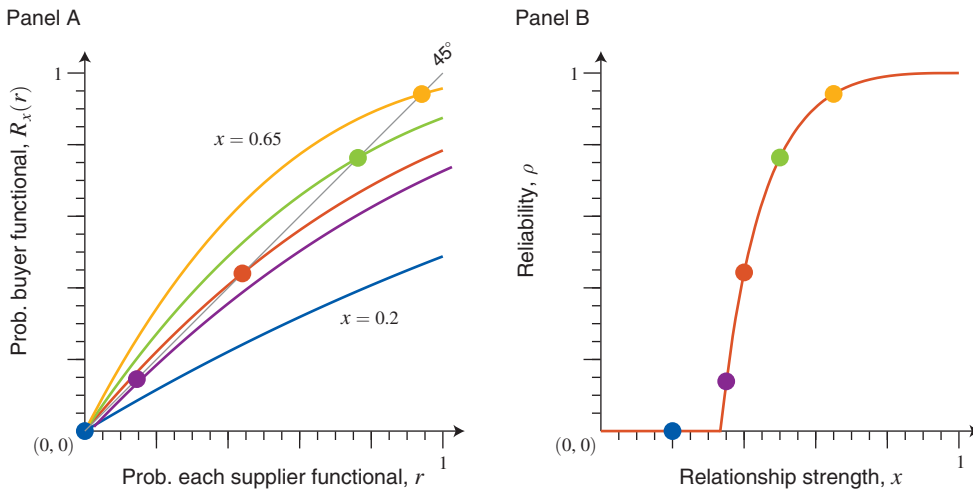 Panel A
Prob. buyer functional, Rₓ(r)
1
45°
x = 0.65
x = 0.2
(0, 0)
1
Prob. each supplier functional, r
Panel B
Reliability, ρ
1
(0, 0)
1
Relationship strength, x